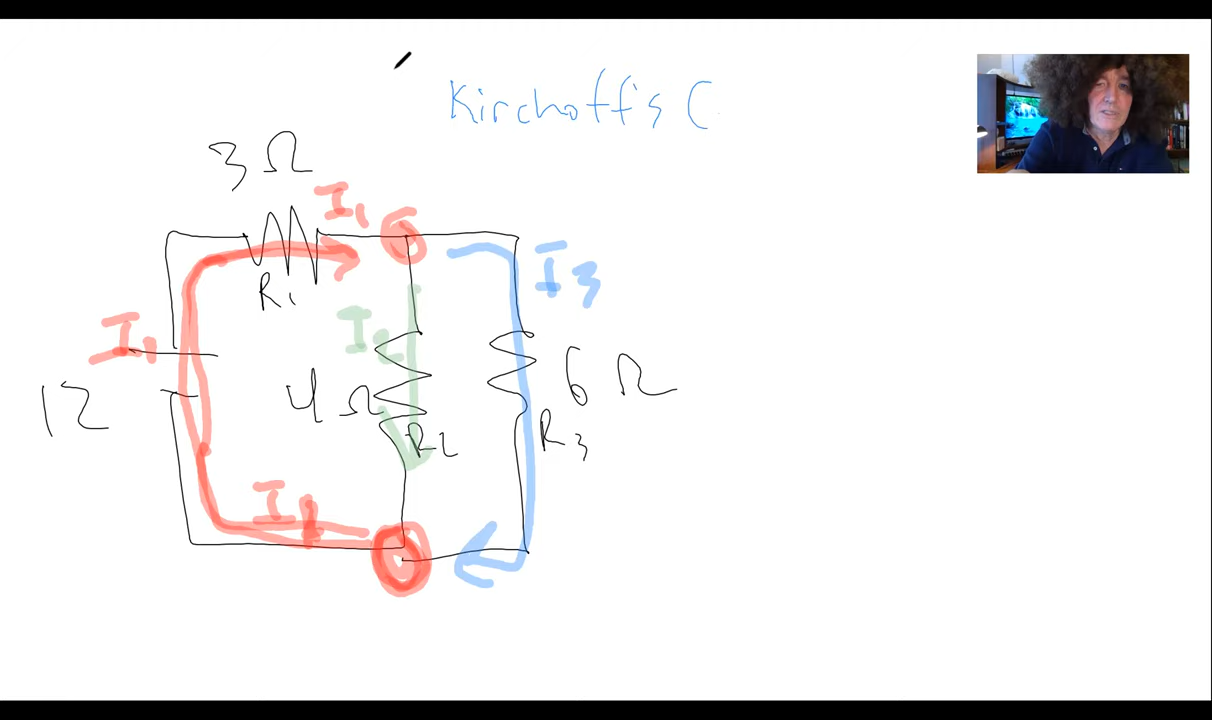 Kirchoff's C
3 Ω
I1
R1
I3
I1
I2
12
4 Ω
6 Ω
R2
R3
I1